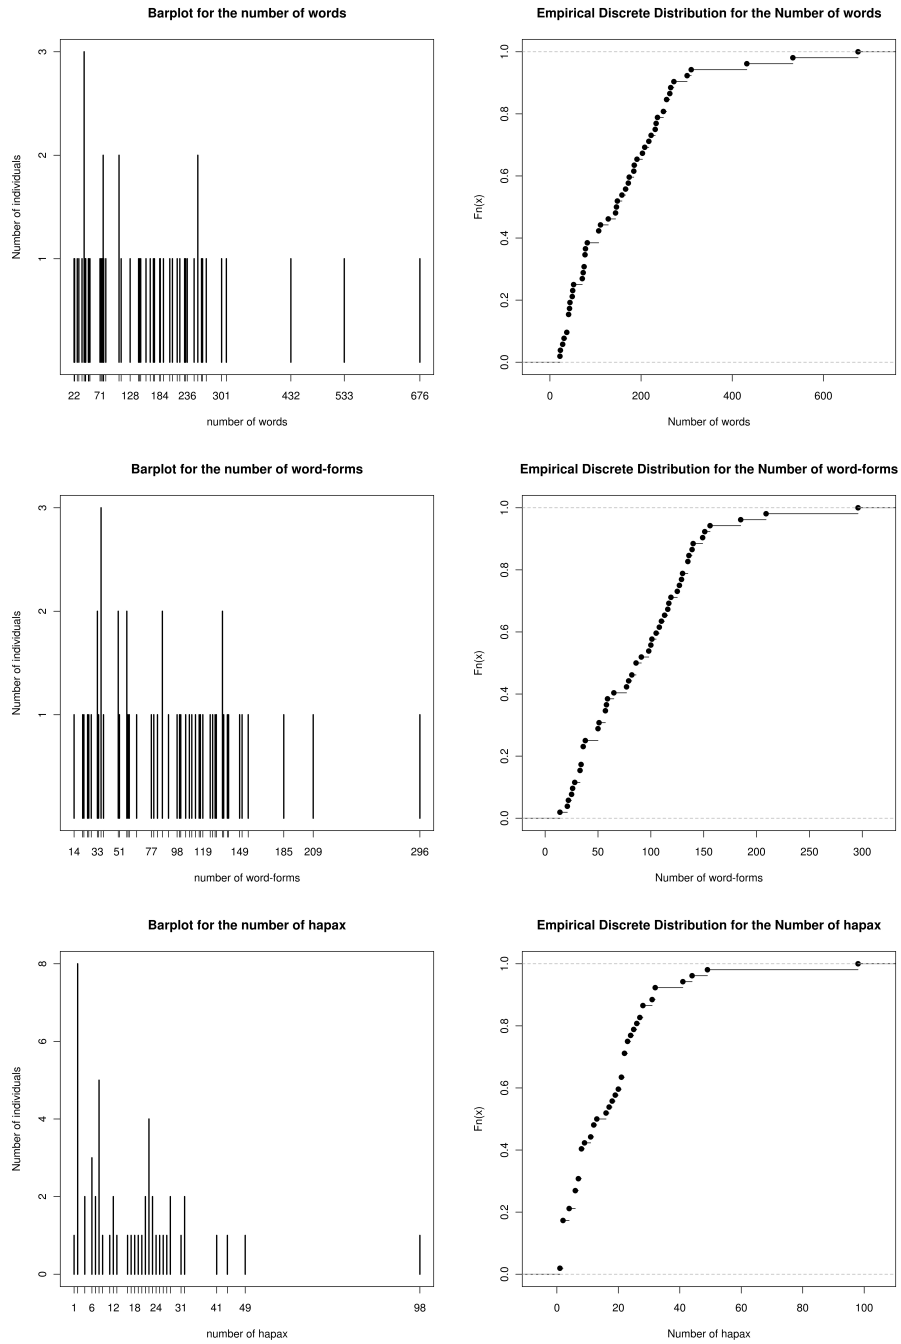 Barplot for the number of words
Number of individuals
3
2
1
22 71 128 184 236 301 432 533 676
number of words
Empirical Discrete Distribution for the Number of words
Fn(x)
1.0
0.8
0.6
0.4
0.2
0.0
0 200 400 600
Number of words
Barplot for the number of word-forms
Number of individuals
3
2
1
14 33 51 77 98 119 149 185 209 296
number of word-forms
Empirical Discrete Distribution for the Number of word-forms
Fn(x)
1.0
0.8
0.6
0.4
0.2
0.0
0 50 100 150 200 250 300
Number of word-forms
Barplot for the number of hapax
Number of individuals
8
6
4
2
0
1 6 12 18 24 31 41 49 98
number of hapax
Empirical Discrete Distribution for the Number of hapax
Fn(x)
1.0
0.8
0.6
0.4
0.2
0.0
0 20 40 60 80 100
Number of hapax